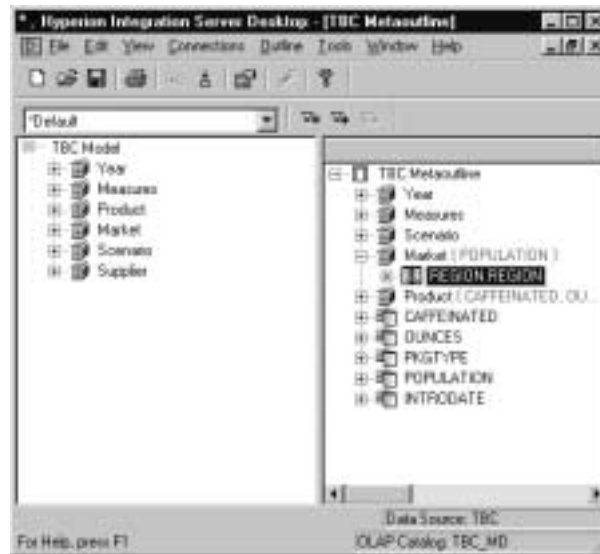 Hyperion Integration Server Desktop - [TBC Metaoutline]
File Edit View Connections Outline Tools Window Help
*Default
TBC Model
Year
Measures
Product
Market
Scenario
Supplier
TBC Metaoutline
Year
Measures
Scenario
Market ( POPULATION )
REGION REGION
Product ( CAFFEINATED, OU...
CAFFEINATED
OUNCES
PKGTYPE
POPULATION
INTRODATE
Data Source: TBC
For Help, press F1
OLAP Catalog: TBC_MD